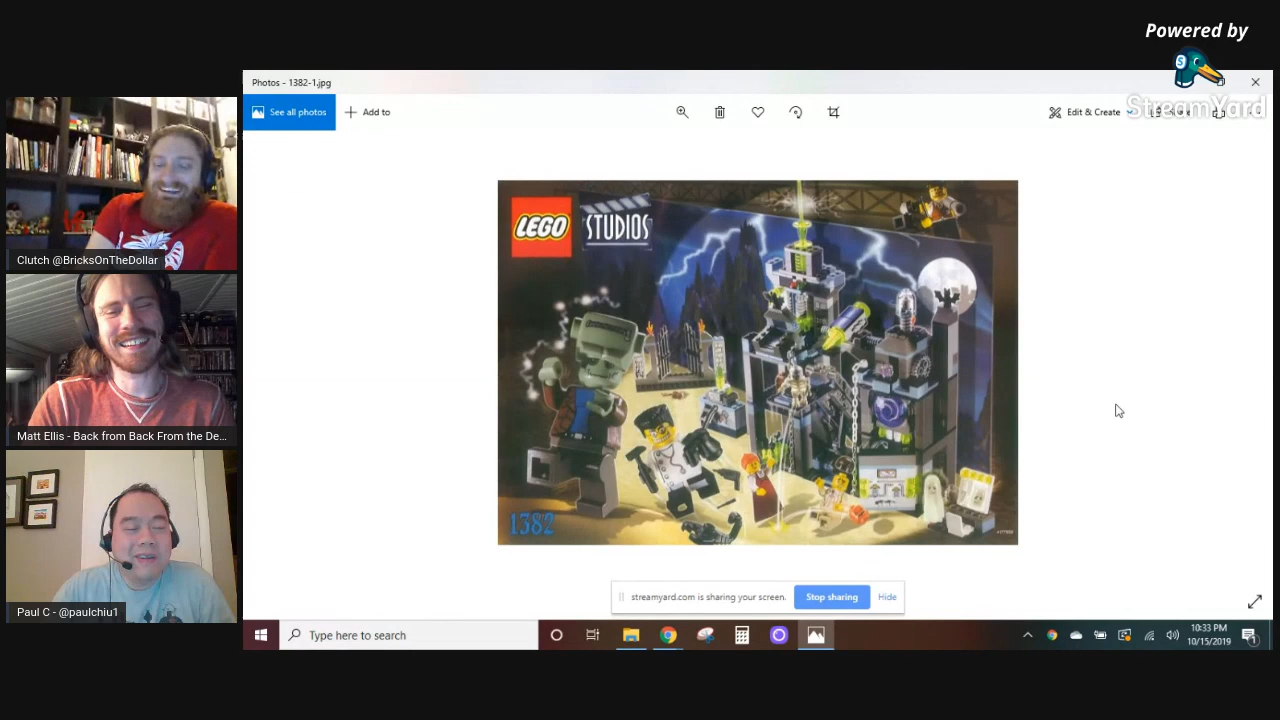 Powered by
StreamYard
Photos - 1382-1.jpg
See all photos
Add to
Edit & Create
LEGO
STUDIOS
1382
Clutch @BricksOnTheDollar
Matt Ellis - Back from Back From the De...
Paul C - @paulchiu1
streamyard.com is sharing your screen.
Stop sharing
Hide
Type here to search
10:33 PM
10/15/2019